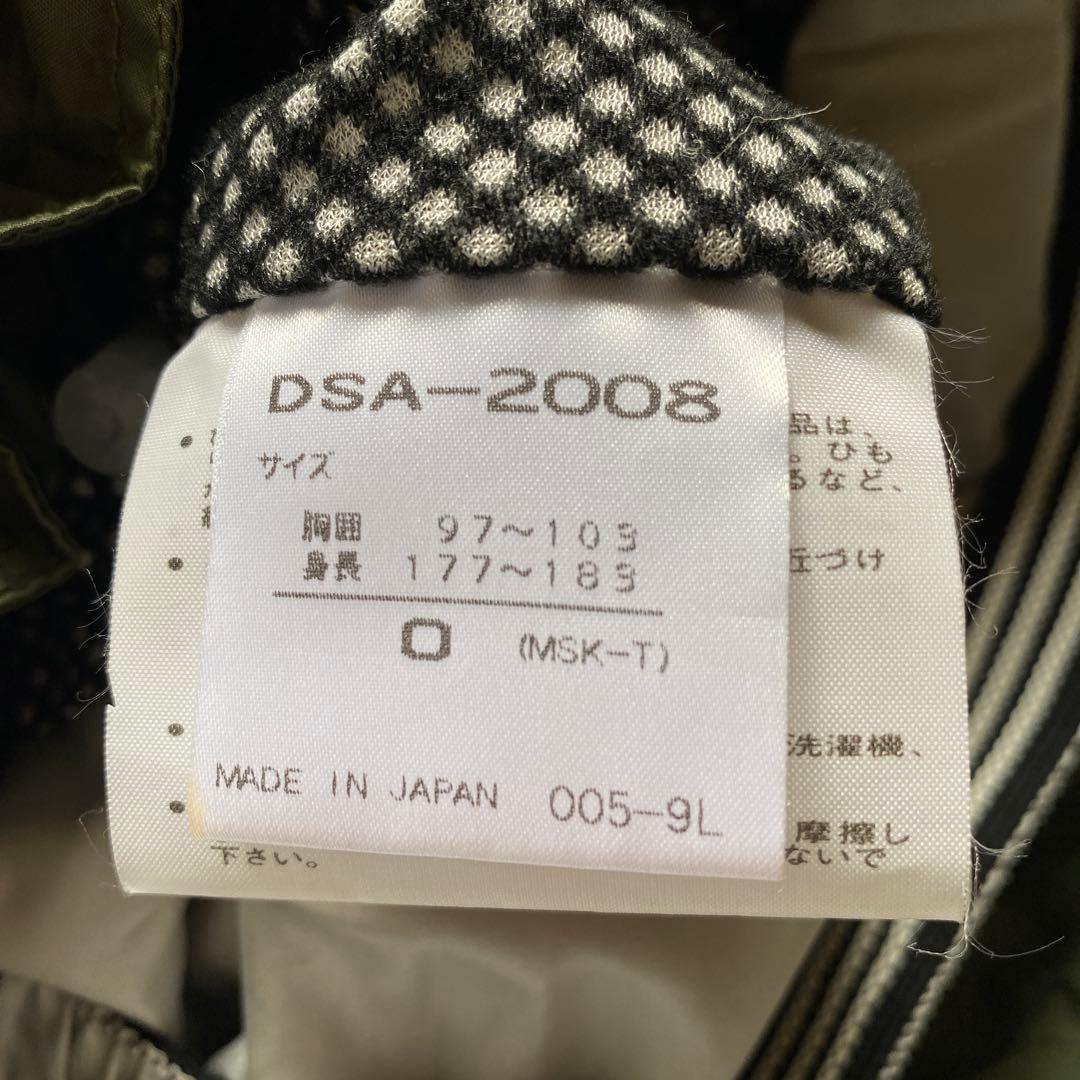 DSA-2008
サイズ
胸囲 97~103
身長 177~183
O (MSK-T)
MADE IN JAPAN 005-9L
品は、
。ひも
るなど、
近づけ
洗濯機、
摩擦し
ないで
下さい。